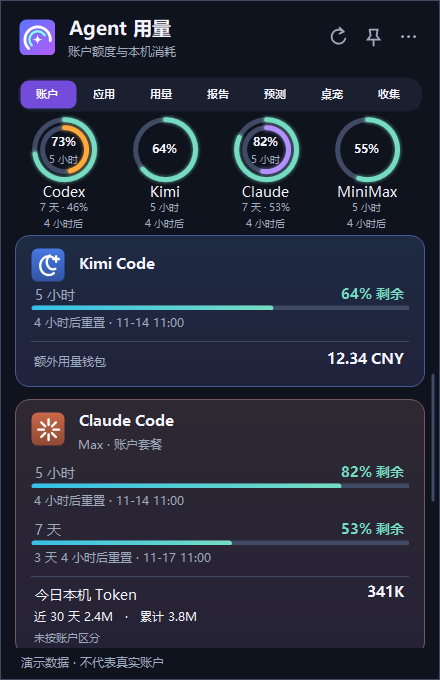 Agent 用量
账户额度与本机消耗
账户 应用 用量 报告 预测 桌宠 收集
73% 64% 82% 55%
5 小时 5 小时
Codex Kimi Claude MiniMax
7 天 · 46% 5 小时 7 天 · 53% 5 小时
4 小时后 4 小时后 4 小时后 4 小时后
Kimi Code
5 小时 64% 剩余
4 小时后重置 · 11-14 11:00
额外用量钱包 12.34 CNY
Claude Code
Max · 账户套餐
5 小时 82% 剩余
4 小时后重置 · 11-14 11:00
7 天 53% 剩余
3 天 4 小时后重置 · 11-17 11:00
今日本机 Token 341K
近 30 天 2.4M · 累计 3.8M
未按账户区分
演示数据 · 不代表真实账户